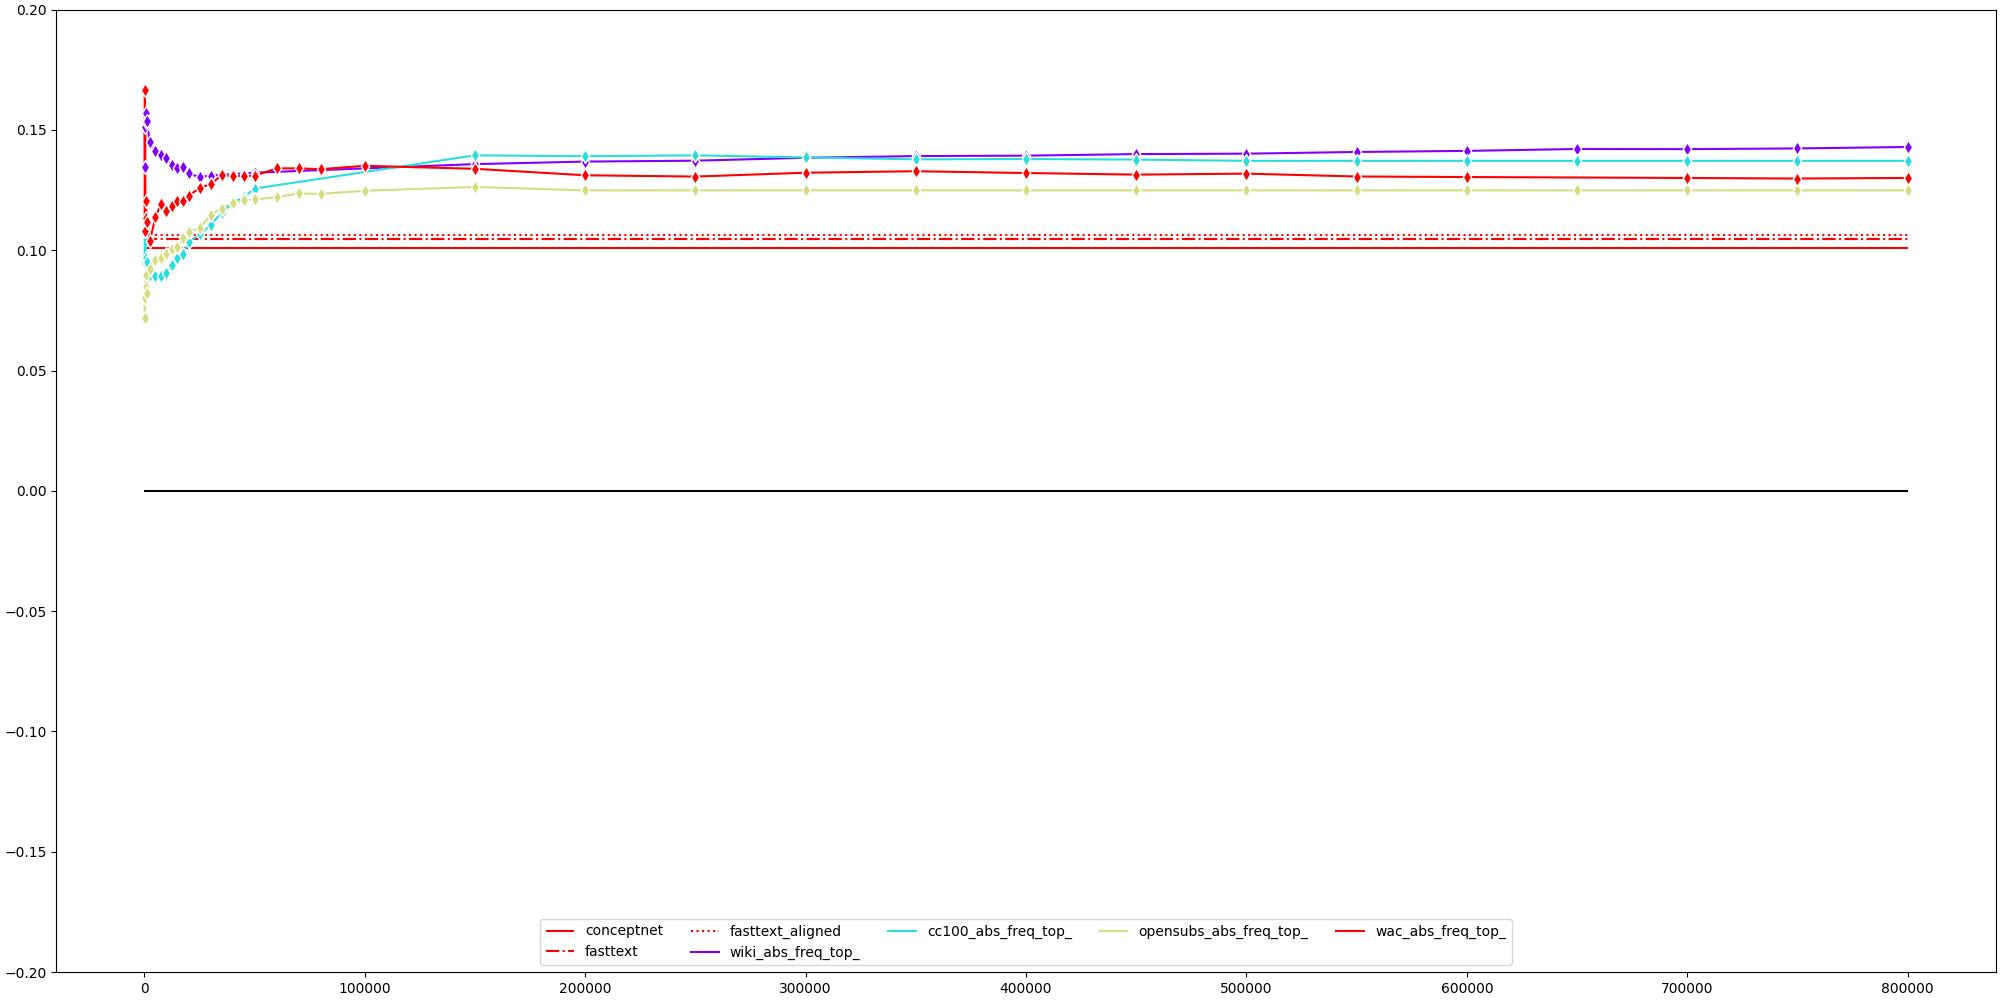 0.20
0.15
0.10
0.05
0.00
−0.05
−0.10
−0.15
−0.20
conceptnet
fasttext
fasttext_aligned
wiki_abs_freq_top_
cc100_abs_freq_top_
opensubs_abs_freq_top_
wac_abs_freq_top_
0 100000 200000 300000 400000 500000 600000 700000 800000